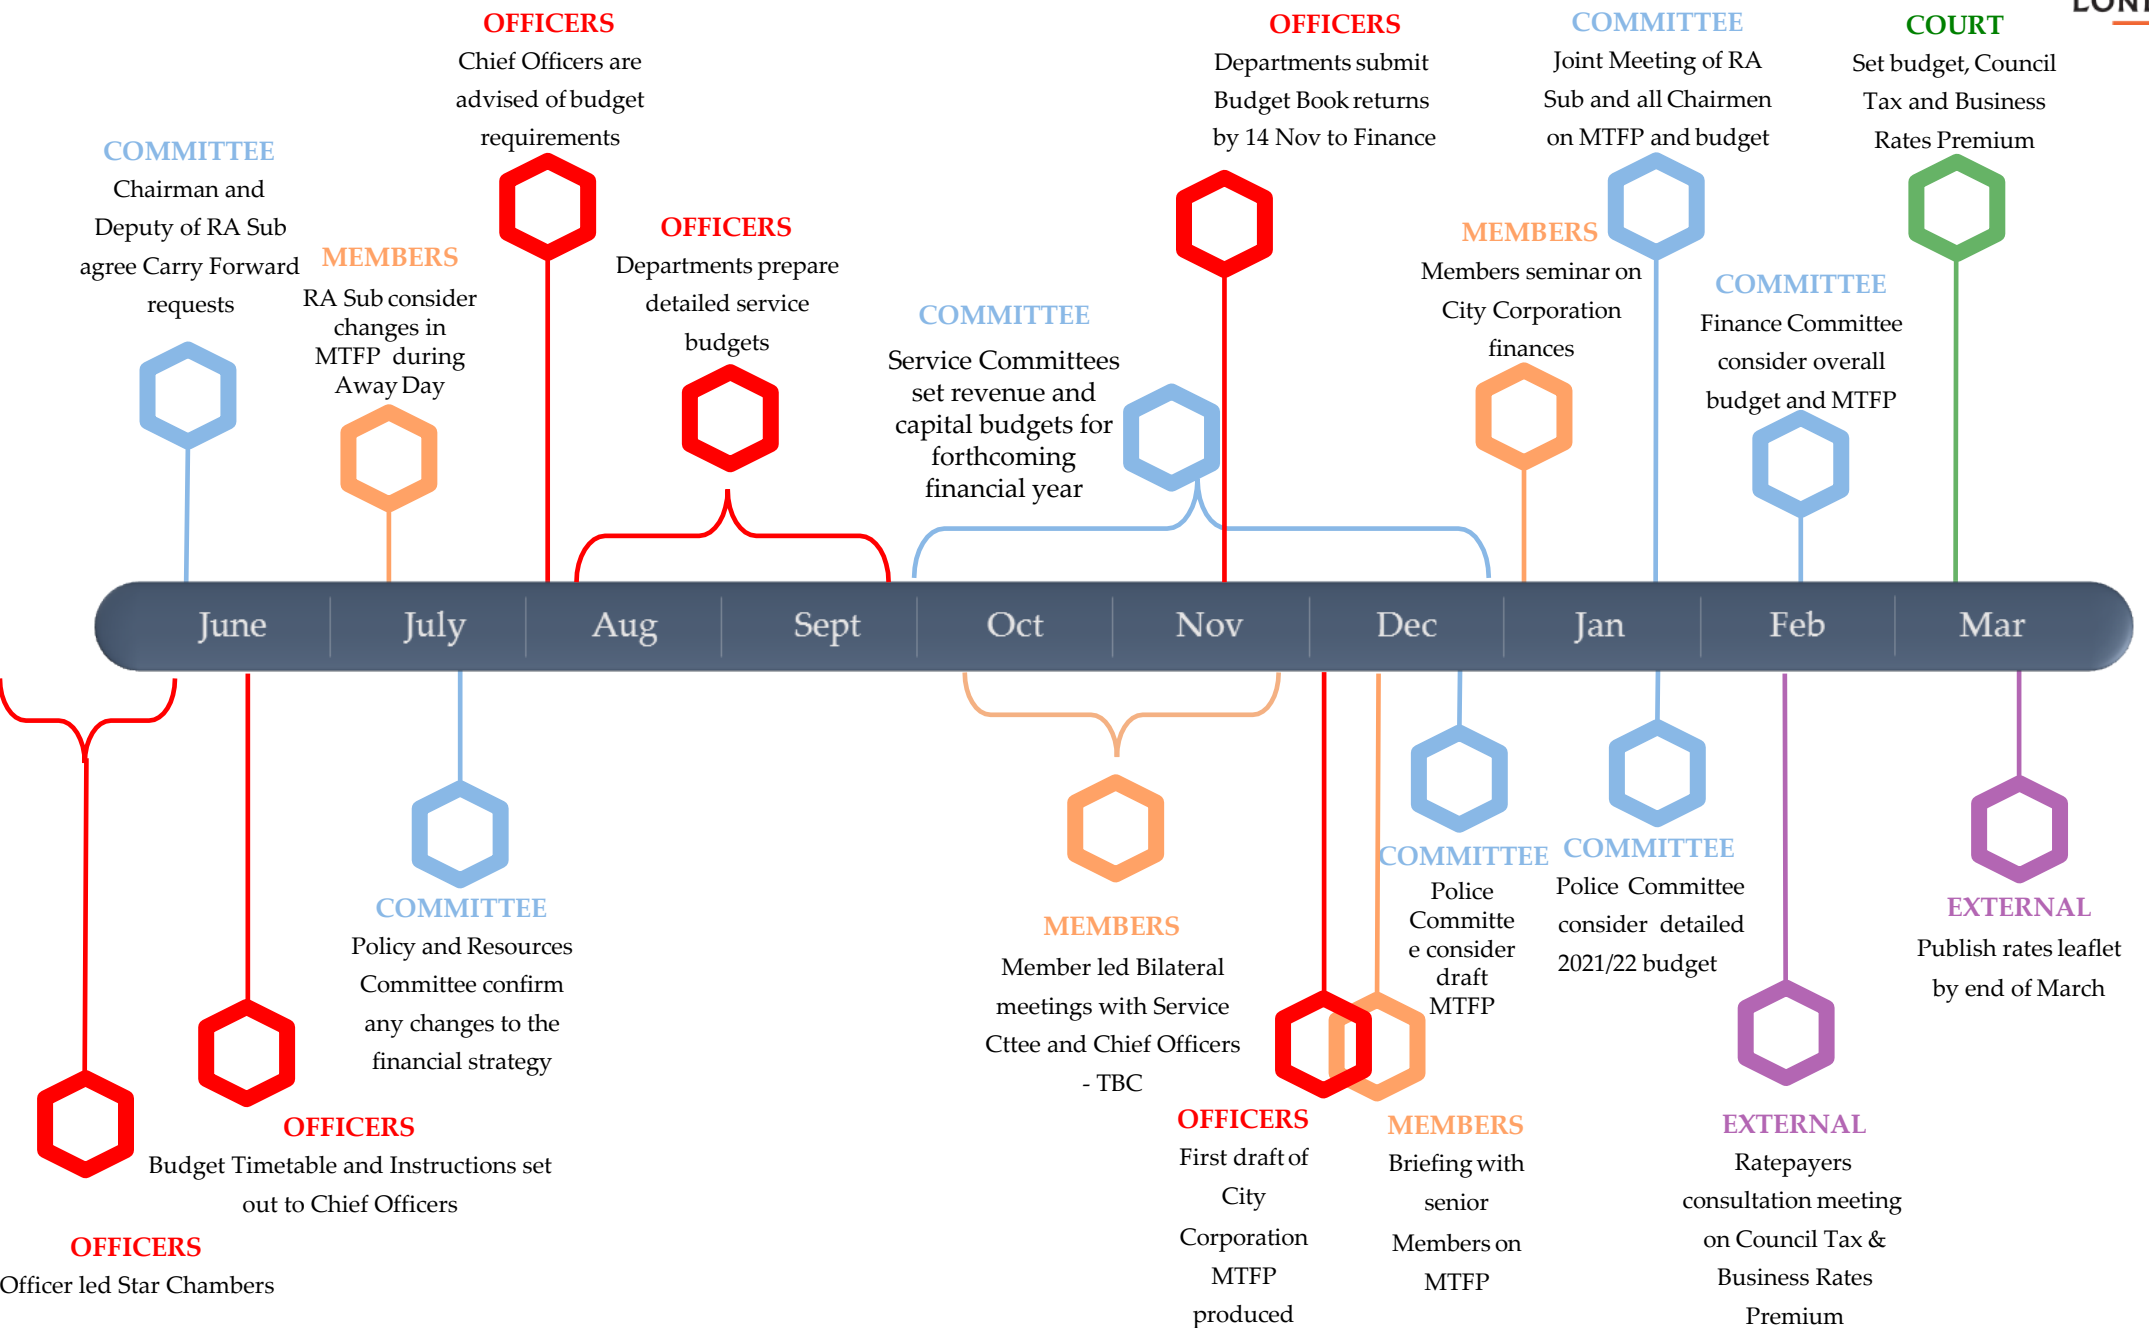 OFFICERS
Chief Officers are
advised of budget
requirements
OFFICERS
Departments submit
Budget Book returns
by 14 Nov to Finance
COMMITTEE
Joint Meeting of RA
Sub and all Chairmen
on MTFP and budget
COURT
Set budget, Council
Tax and Business
Rates Premium
COMMITTEE
Chairman and
Deputy of RA Sub
agree Carry Forward
requests
MEMBERS
RA Sub consider
changes in
MTFP during
Away Day
OFFICERS
Departments prepare
detailed service
budgets
COMMITTEE
Service Committees
set revenue and
capital budgets for
forthcoming
financial year
MEMBERS
Members seminar on
City Corporation
finances
COMMITTEE
Finance Committee
consider overall
budget and MTFP
June
July
Aug
Sept
Oct
Nov
Dec
Jan
Feb
Mar
COMMITTEE
Policy and Resources
Committee confirm
any changes to the
financial strategy
MEMBERS
Member led Bilateral
meetings with Service
Cttee and Chief Officers
- TBC
COMMITTEE
Police
Committe
e consider
draft
MTFP
COMMITTEE
Police Committee
consider detailed
2021/22 budget
EXTERNAL
Publish rates leaflet
by end of March
OFFICERS
Budget Timetable and Instructions set
out to Chief Officers
OFFICERS
Officer led Star Chambers
OFFICERS
First draft of
City
Corporation
MTFP
produced
MEMBERS
Briefing with
senior
Members on
MTFP
EXTERNAL
Ratepayers
consultation meeting
on Council Tax &
Business Rates
Premium